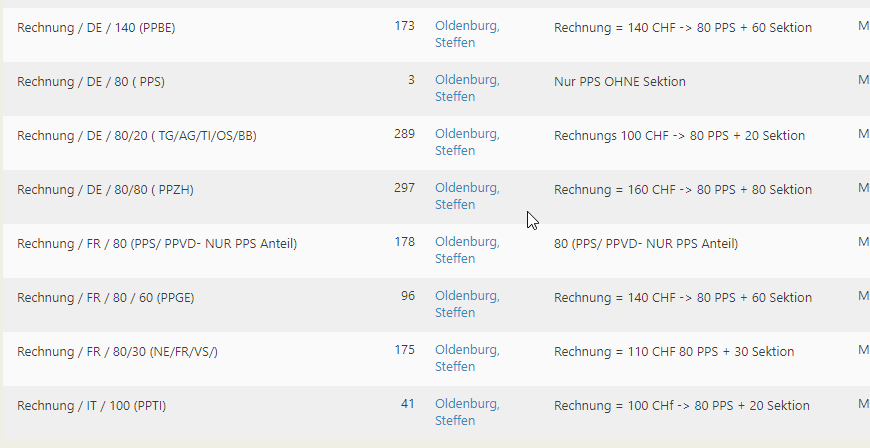 Rechnung / DE / 140 (PPBE) 173 Oldenburg, Rechnung = 140 CHF -> 80 PPS + 60 Sektion M
Steffen
Rechnung / DE / 80 ( PPS) 3 Oldenburg, Nur PPS OHNE Sektion M
Steffen
Rechnung / DE / 80/20 ( TG/AG/TI/OS/BB) 289 Oldenburg, Rechnungs 100 CHF -> 80 PPS + 20 Sektion M
Steffen
Rechnung / DE / 80/80 ( PPZH) 297 Oldenburg, Rechnung = 160 CHF -> 80 PPS + 80 Sektion M
Steffen
Rechnung / FR / 80 (PPS/ PPVD- NUR PPS Anteil) 178 Oldenburg, 80 (PPS/ PPVD- NUR PPS Anteil) M
Steffen
Rechnung / FR / 80 / 60 (PPGE) 96 Oldenburg, Rechnung = 140 CHF -> 80 PPS + 60 Sektion M
Steffen
Rechnung / FR / 80/30 (NE/FR/VS/) 175 Oldenburg, Rechnung = 110 CHF 80 PPS + 30 Sektion M
Steffen
Rechnung / IT / 100 (PPTI) 41 Oldenburg, Rechnung = 100 CHf -> 80 PPS + 20 Sektion M
Steffen